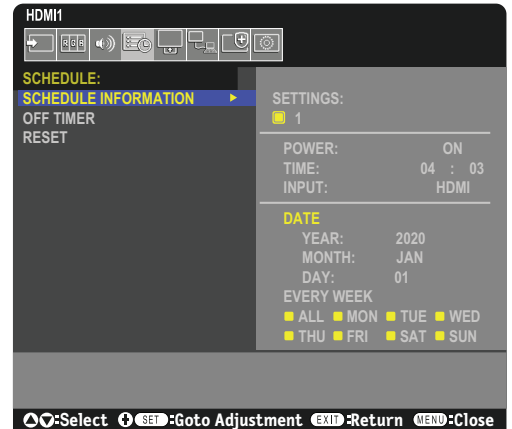 HDMI1
RGB
SCHEDULE:
SCHEDULE INFORMATION
OFF TIMER
RESET
SETTINGS:
1
POWER: ON
TIME: 04 : 03
INPUT: HDMI
DATE
YEAR: 2020
MONTH: JAN
DAY: 01
EVERY WEEK
ALL MON TUE WED
THU FRI SAT SUN
:Select SET :Goto Adjustment EXIT :Return MENU :Close